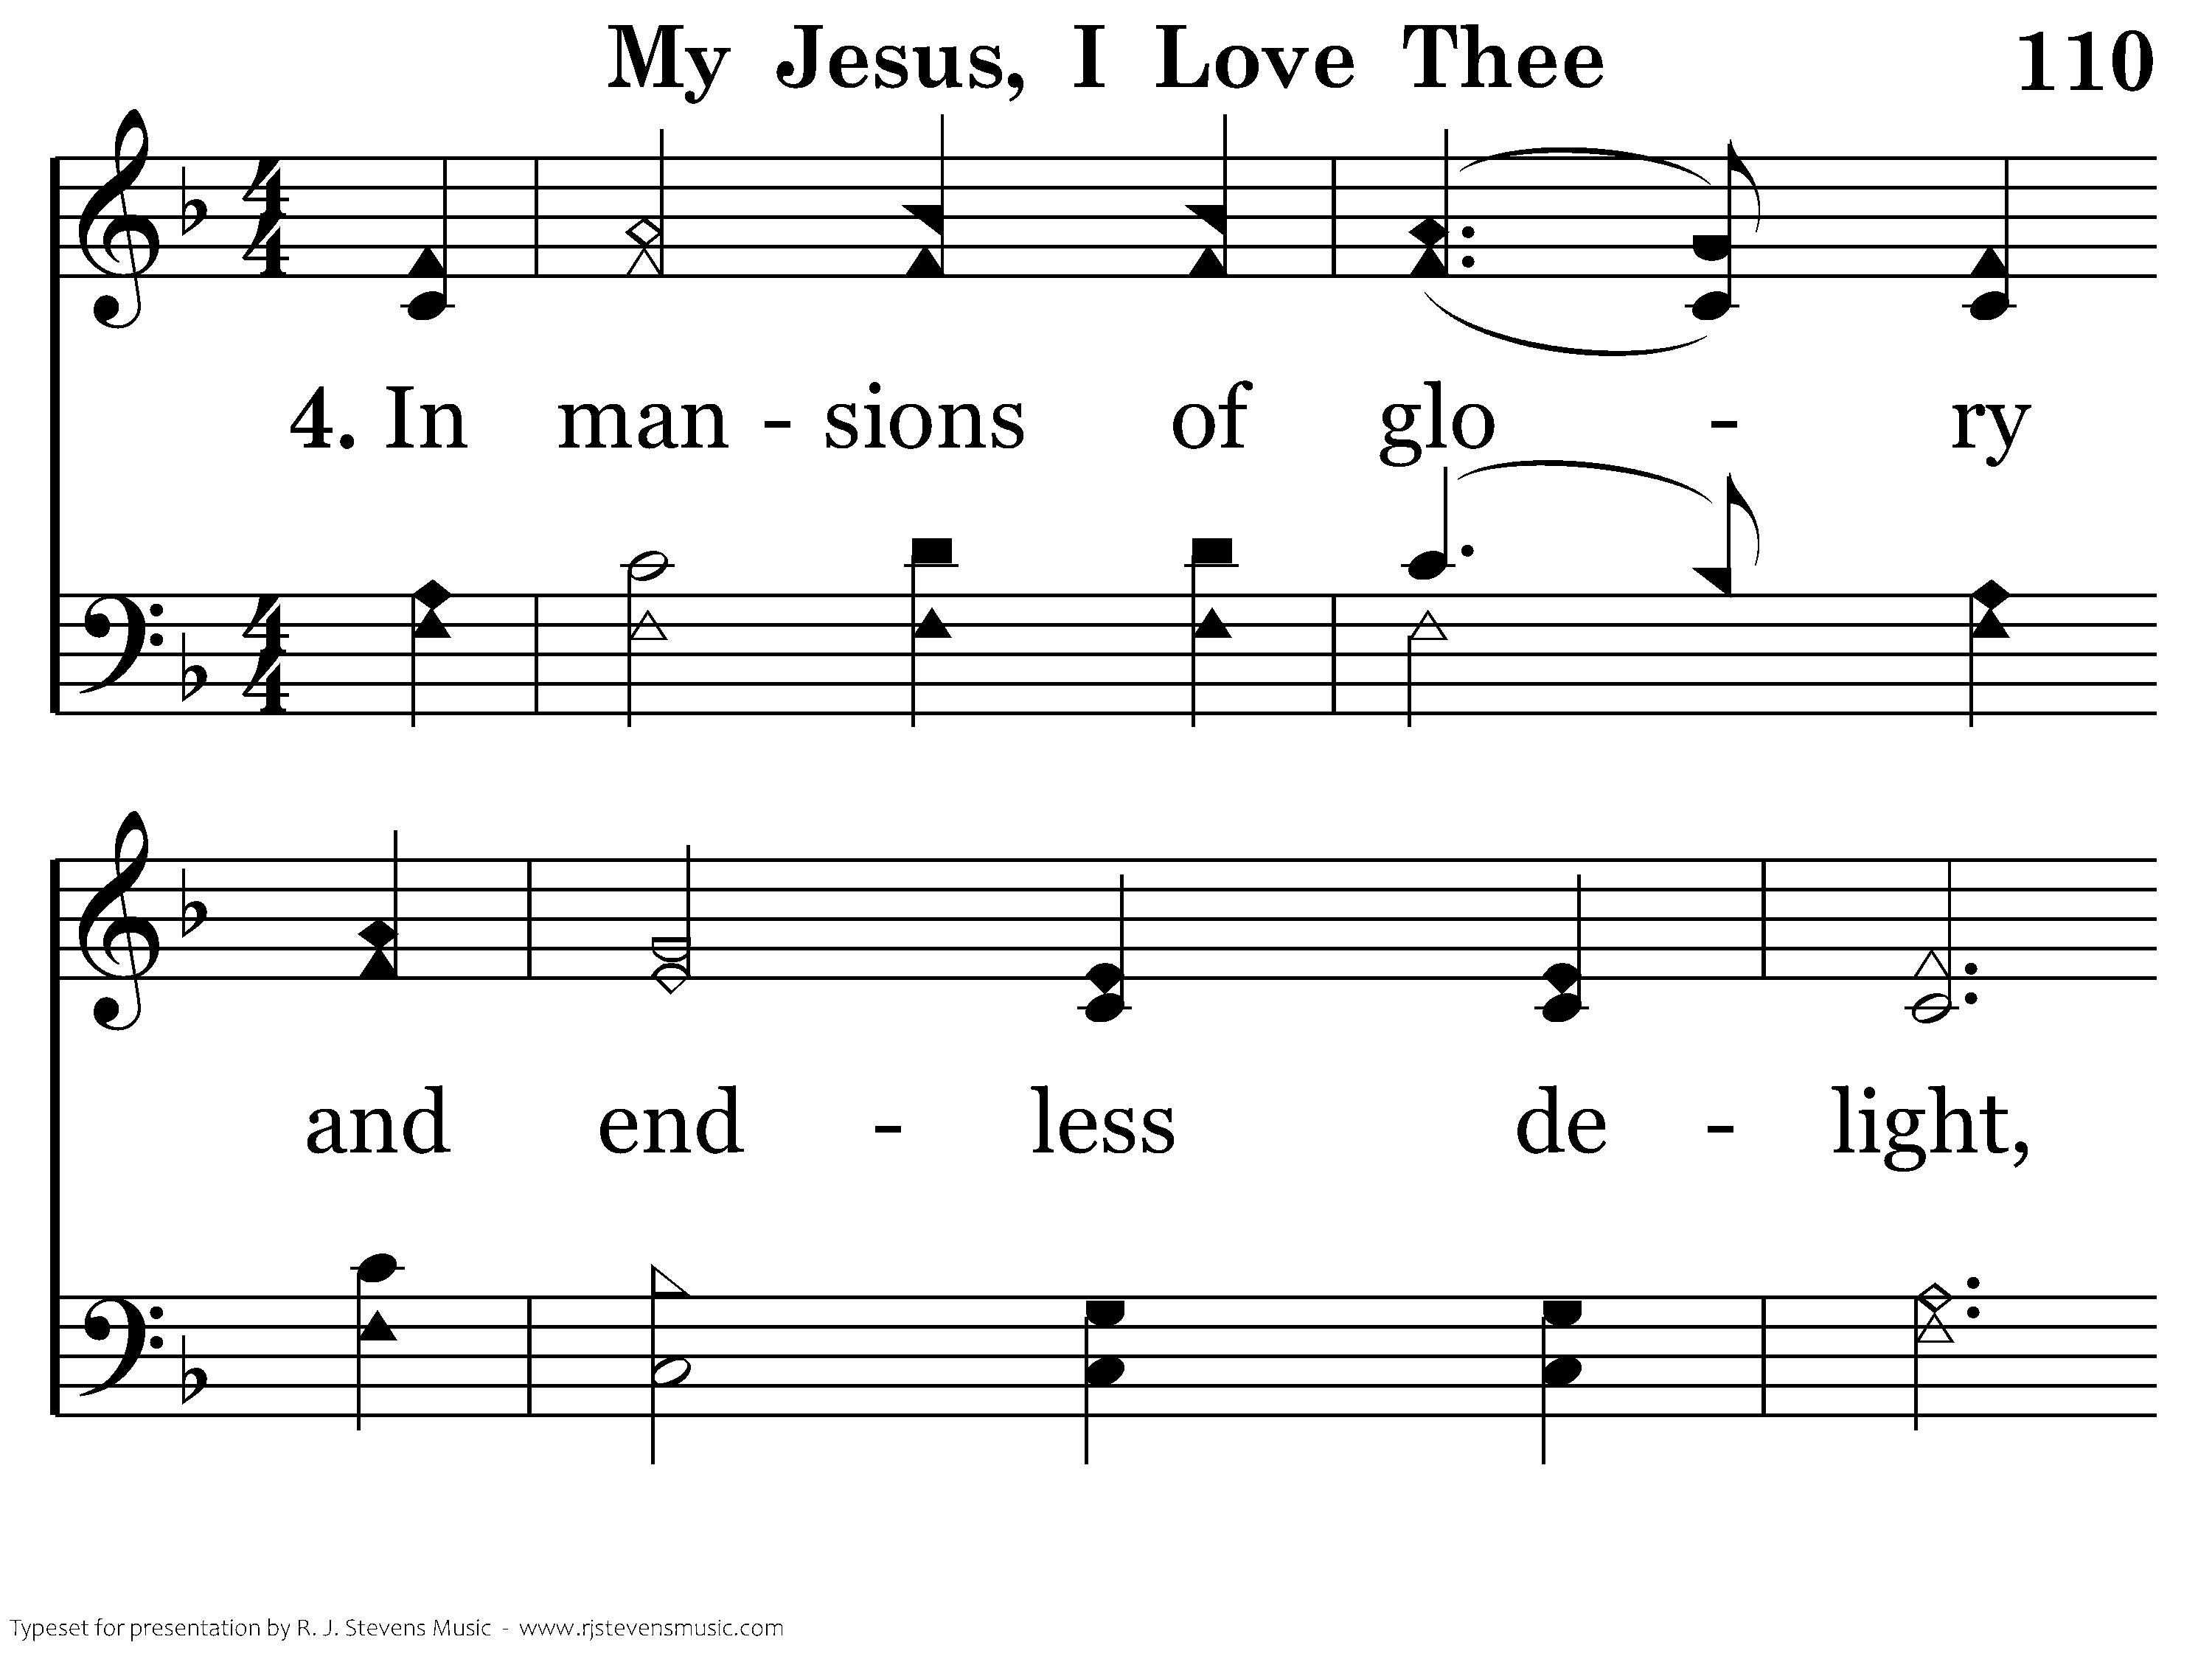 My Jesus, I Love Thee 110
4. In man - sions of glo - ry
and end - less de - light,
Typeset for presentation by R. J. Stevens Music - www.rjstevensmusic.com